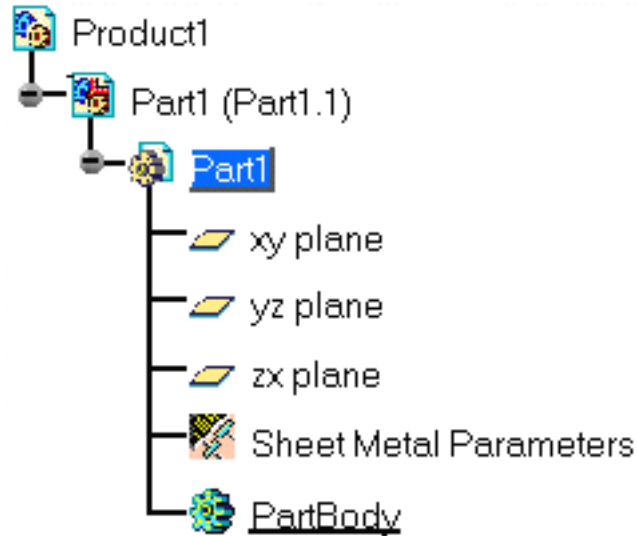 Product1
Part1 (Part1.1)
Part1
xy plane
yz plane
zx plane
Sheet Metal Parameters
PartBody